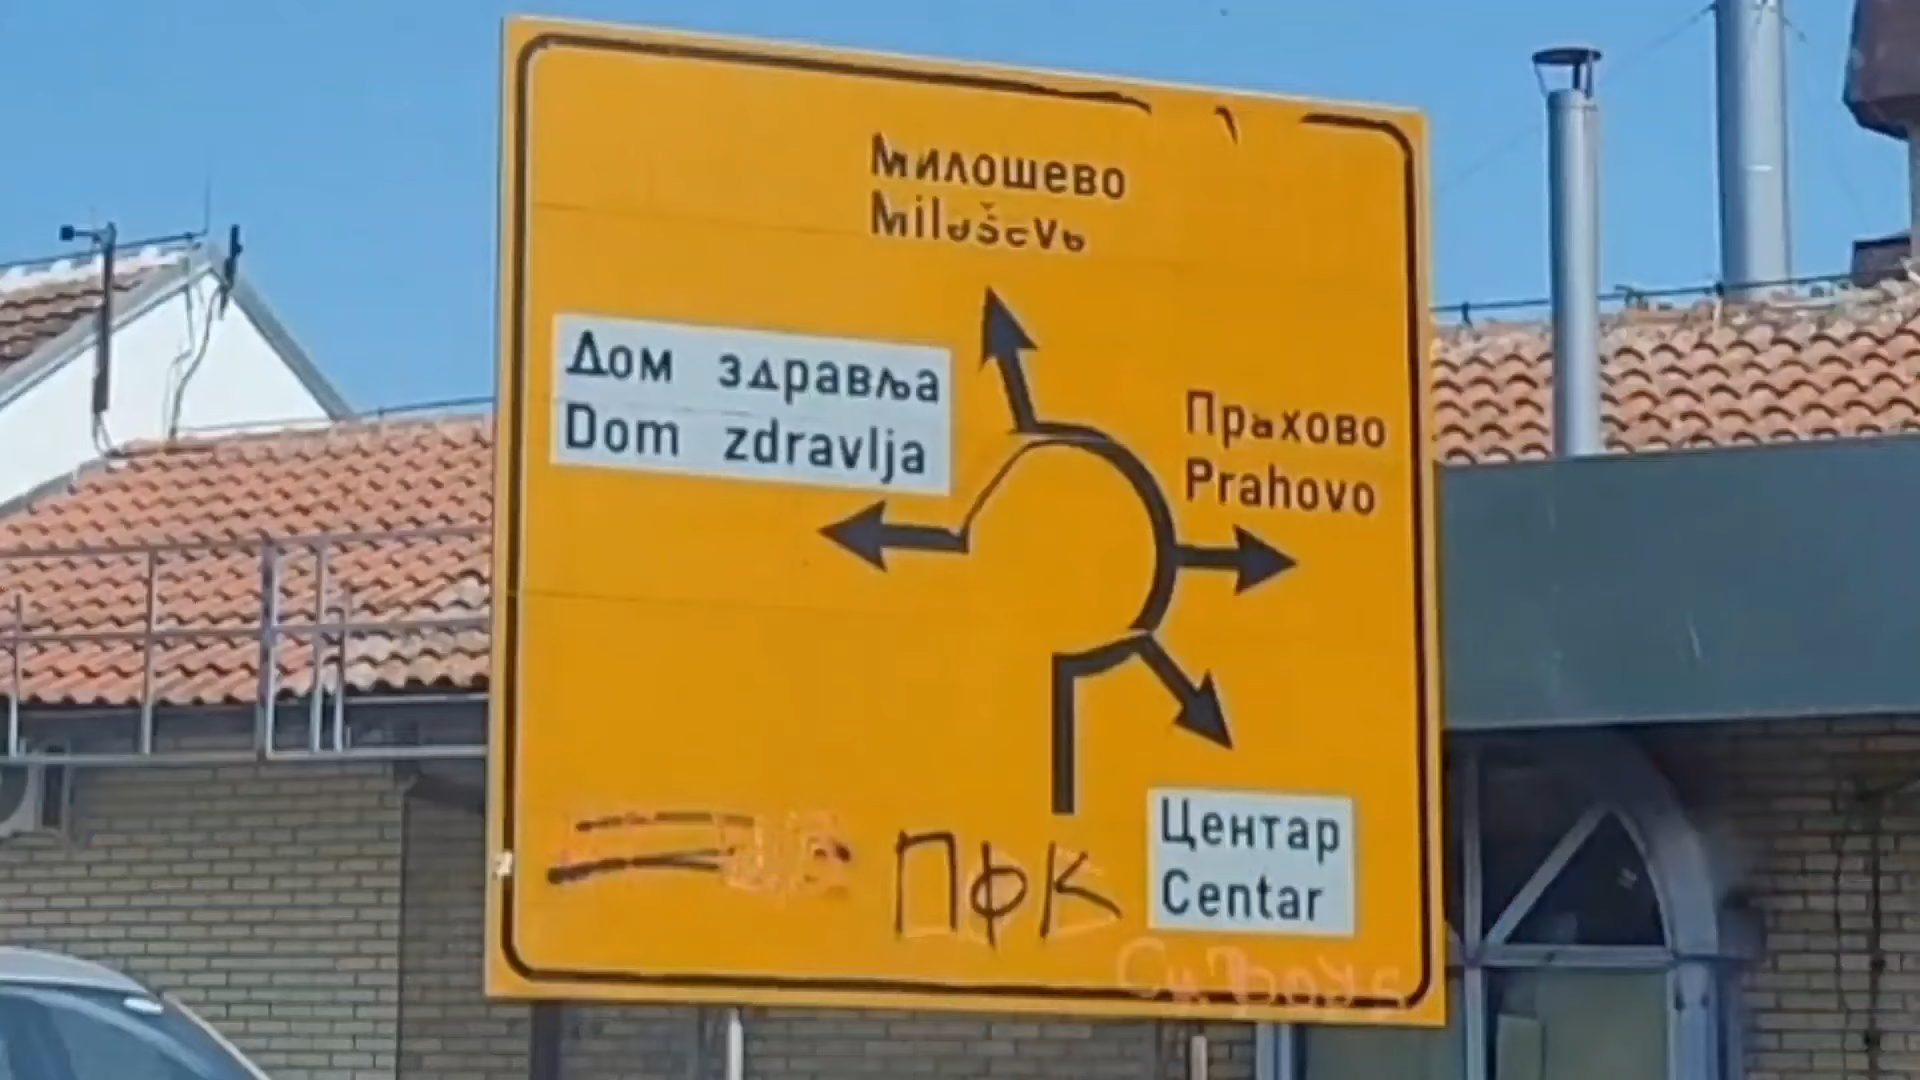 Милошево
Miloševo
Дом здравља
Dom zdravlja
Прахово
Prahovo
Центар
Centar
ПФК